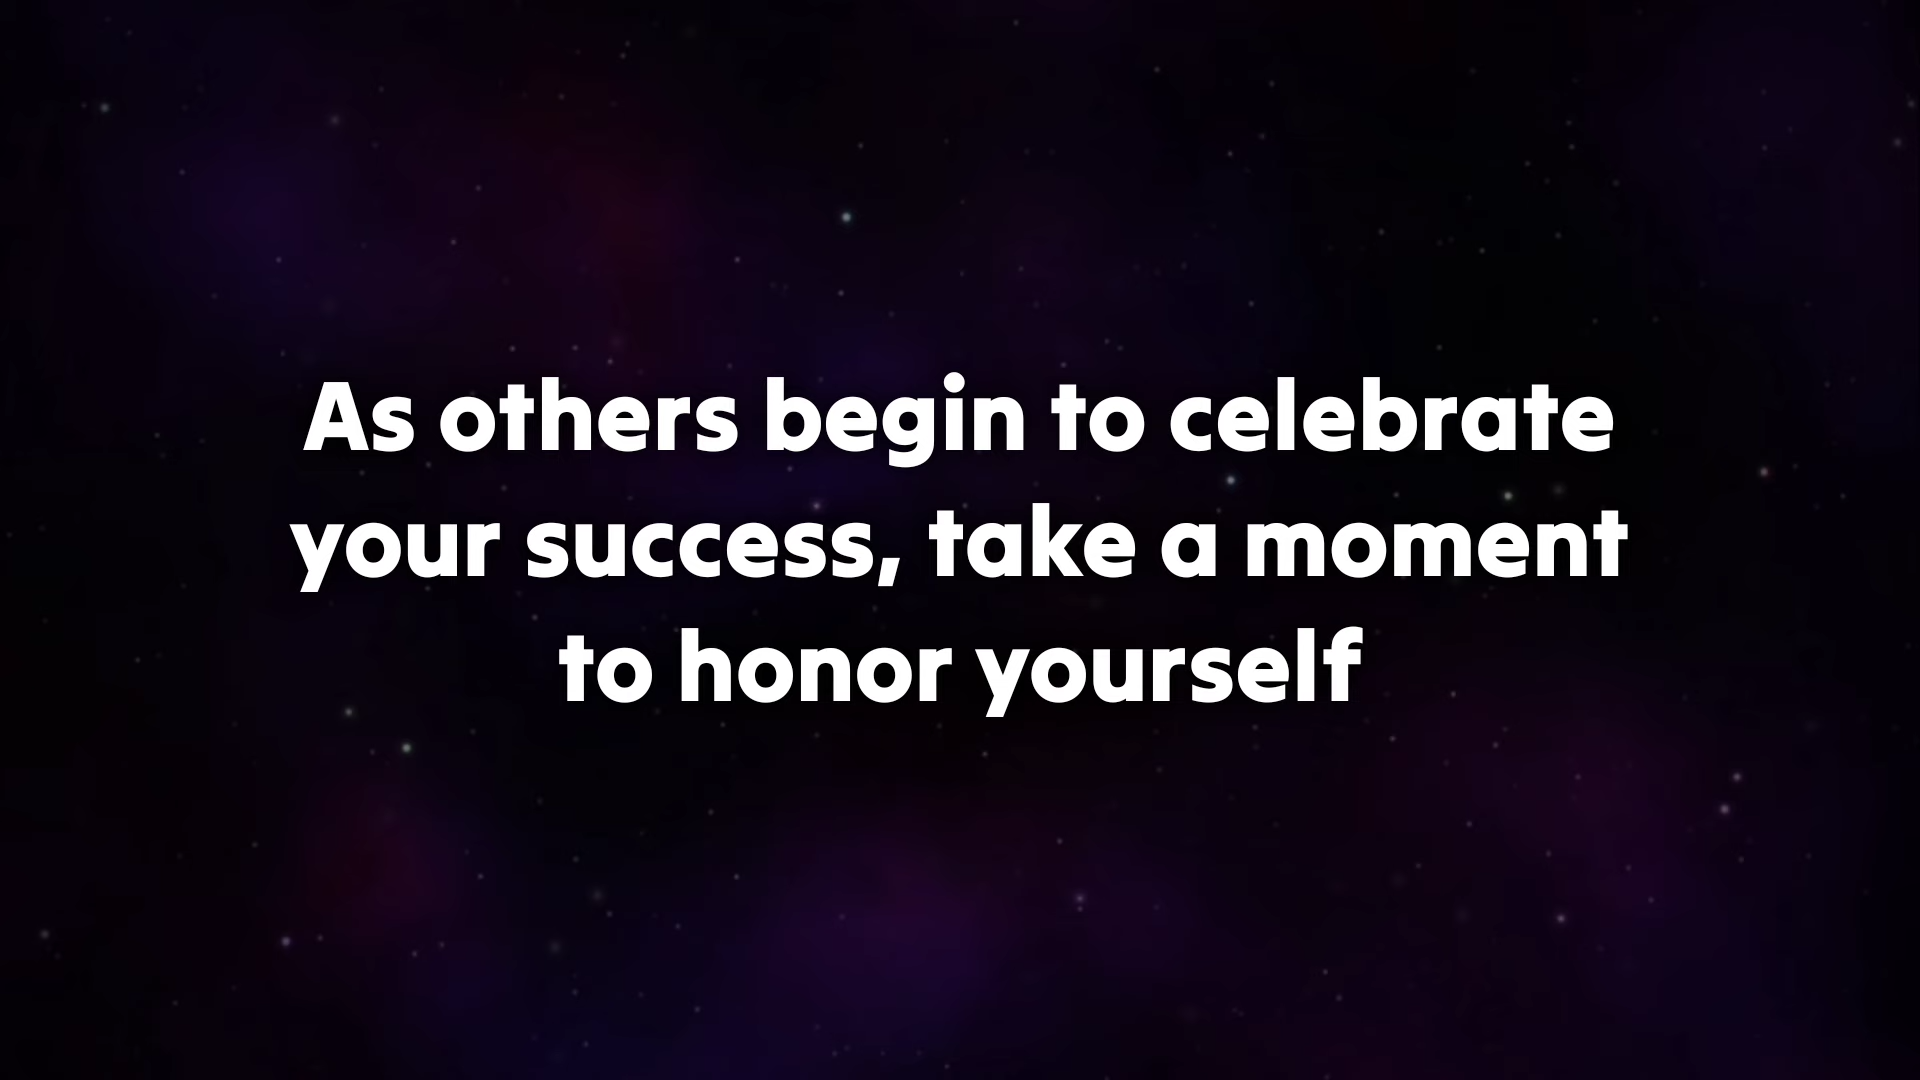 As others begin to celebrate
your success, take a moment
to honor yourself